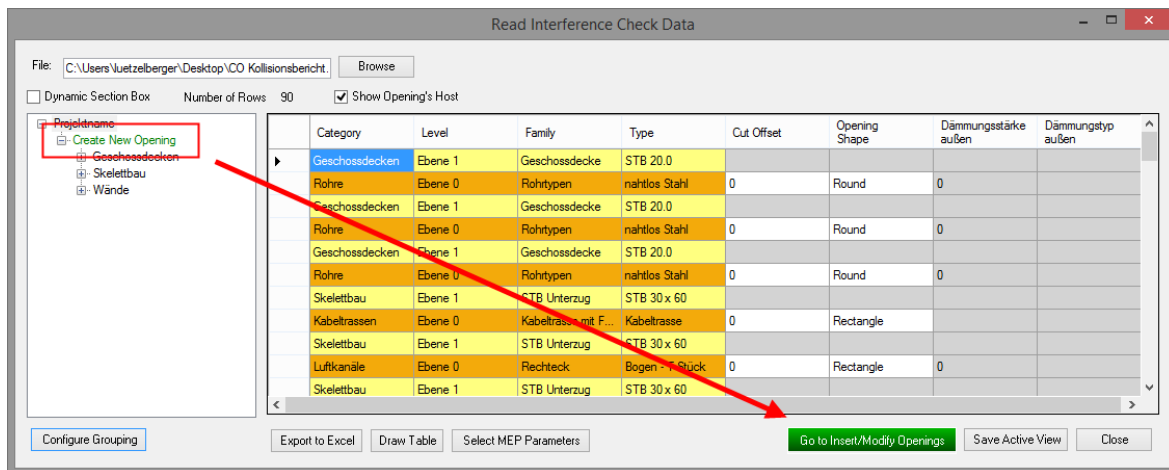 Read Interference Check Data
File: C:\Users\luetzelberger\Desktop\CO Kollisionsbericht. Browse
Dynamic Section Box Number of Rows 90 Show Opening's Host
Projektname
Create New Opening
Geschossdecken
Skelettbau
Wände
Category Level Family Type Cut Offset Opening Shape Dämmungsstärke außen Dämmungstyp außen
Geschossdecken Ebene 1 Geschossdecke STB 20.0
Rohre Ebene 0 Rohrtypen nahtlos Stahl 0 Round 0
Geschossdecken Ebene 1 Geschossdecke STB 20.0
Rohre Ebene 0 Rohrtypen nahtlos Stahl 0 Round 0
Geschossdecken Ebene 1 Geschossdecke STB 20.0
Rohre Ebene 0 Rohrtypen nahtlos Stahl 0 Round 0
Skelettbau Ebene 1 STB Unterzug STB 30 x 60
Kabeltrassen Ebene 0 Kabeltrasse mit F... Kabeltrasse 0 Rectangle
Skelettbau Ebene 1 STB Unterzug STB 30 x 60
Luftkanäle Ebene 0 Rechteck Bogen - T-Stück 0 Rectangle 0
Skelettbau Ebene 1 STB Unterzug STB 30 x 60
Configure Grouping Export to Excel Draw Table Select MEP Parameters Go to Insert/Modify Openings Save Active View Close